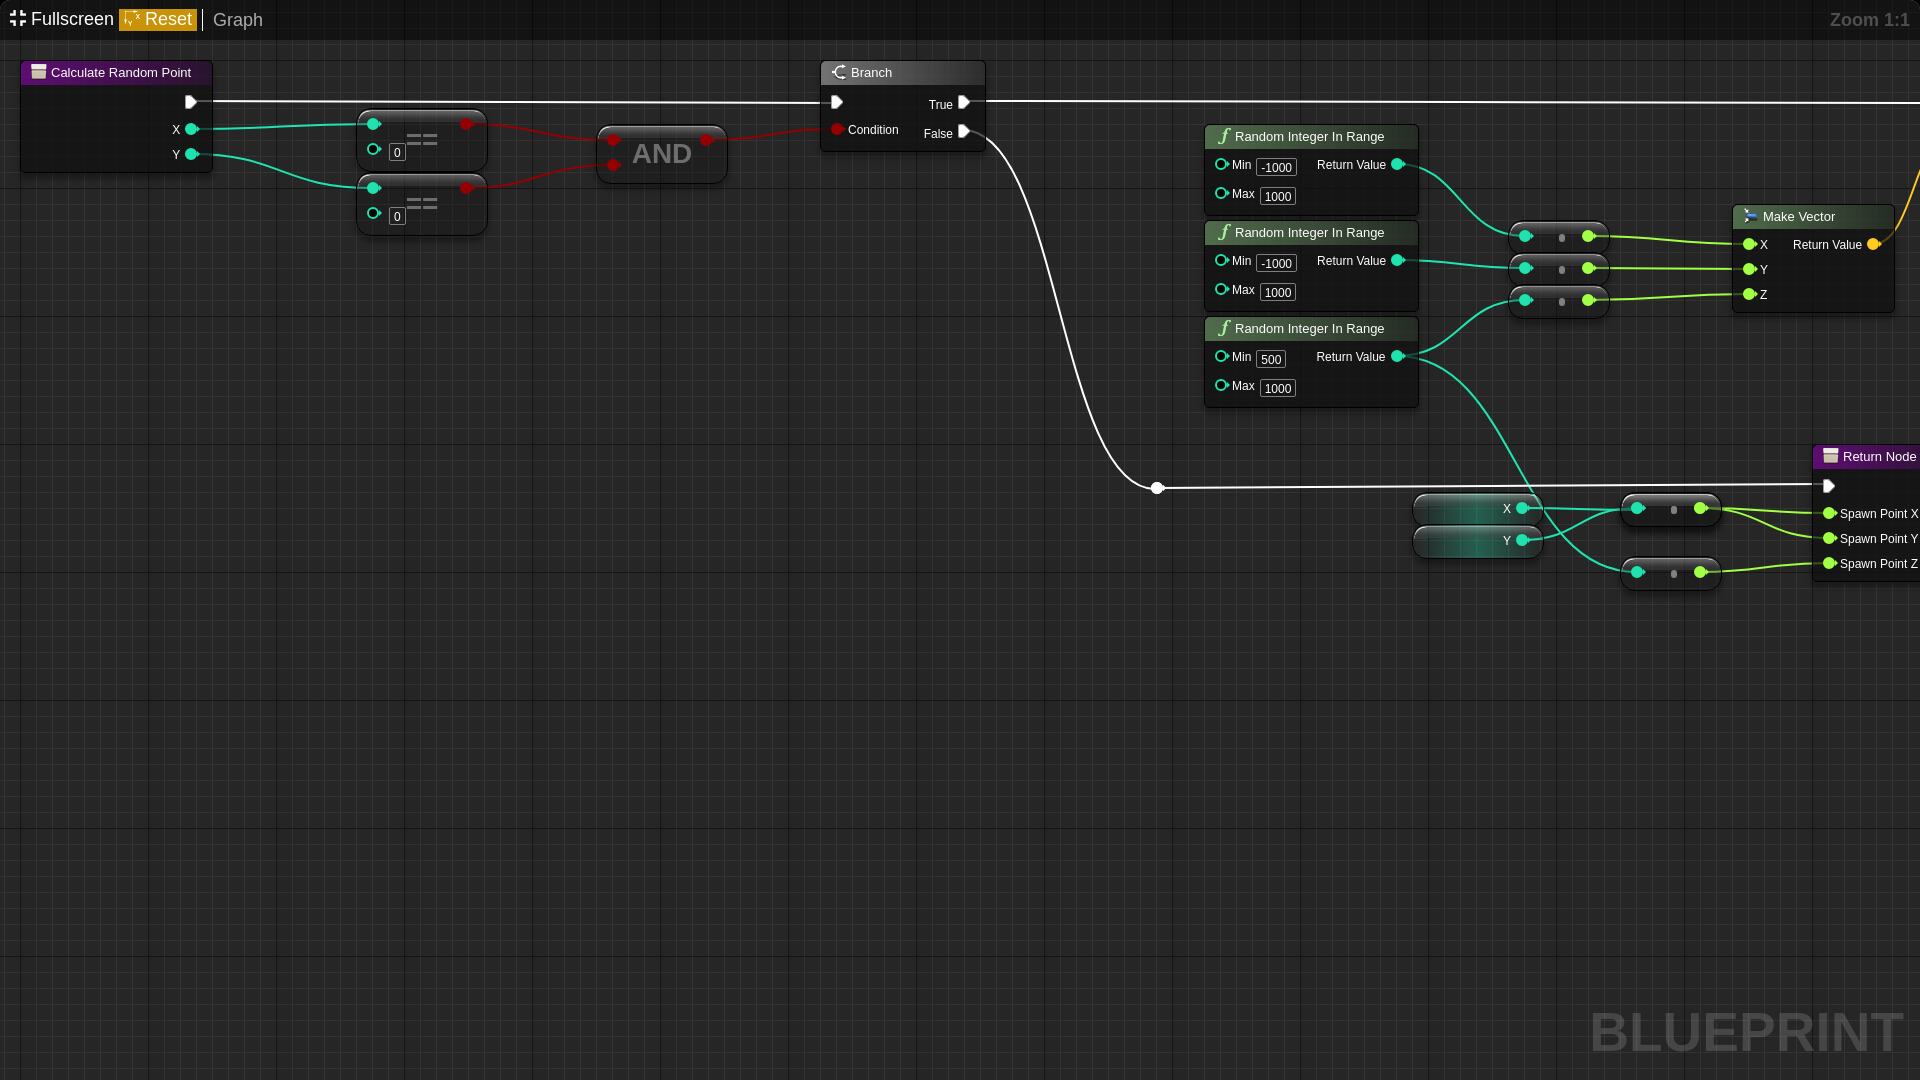 Fullscreen Reset Graph Zoom 1:1
Calculate Random Point
X
Y
==
0
==
0
AND
Branch
True
Condition False
Random Integer In Range
Min -1000 Return Value
Max 1000
Random Integer In Range
Min -1000 Return Value
Max 1000
Random Integer In Range
Min 500 Return Value
Max 1000
Make Vector
X Return Value
Y
Z
X
Y
Return Node
Spawn Point X
Spawn Point Y
Spawn Point Z
BLUEPRINT